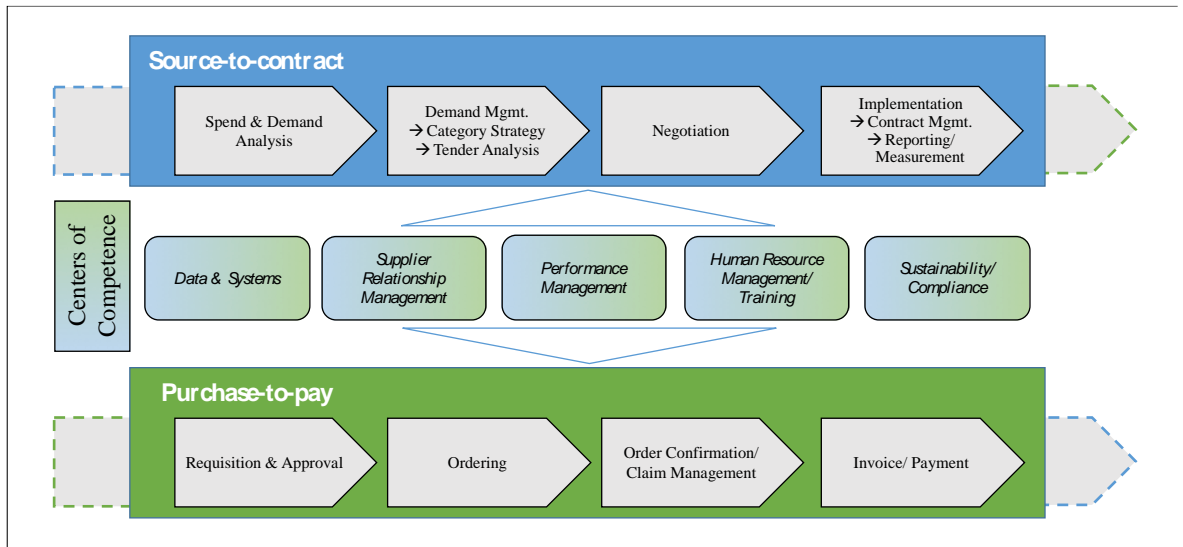 Source-to-contract
Spend & Demand
Analysis
Demand Mgmt.
→ Category Strategy
→ Tender Analysis
Negotiation
Implementation
→ Contract Mgmt.
→ Reporting/
Measurement
Centers of
Competence
Data & Systems
Supplier
Relationship
Management
Performance
Management
Human Resource
Management/
Training
Sustainability/
Compliance
Purchase-to-pay
Requisition & Approval
Ordering
Order Confirmation/
Claim Management
Invoice/ Payment